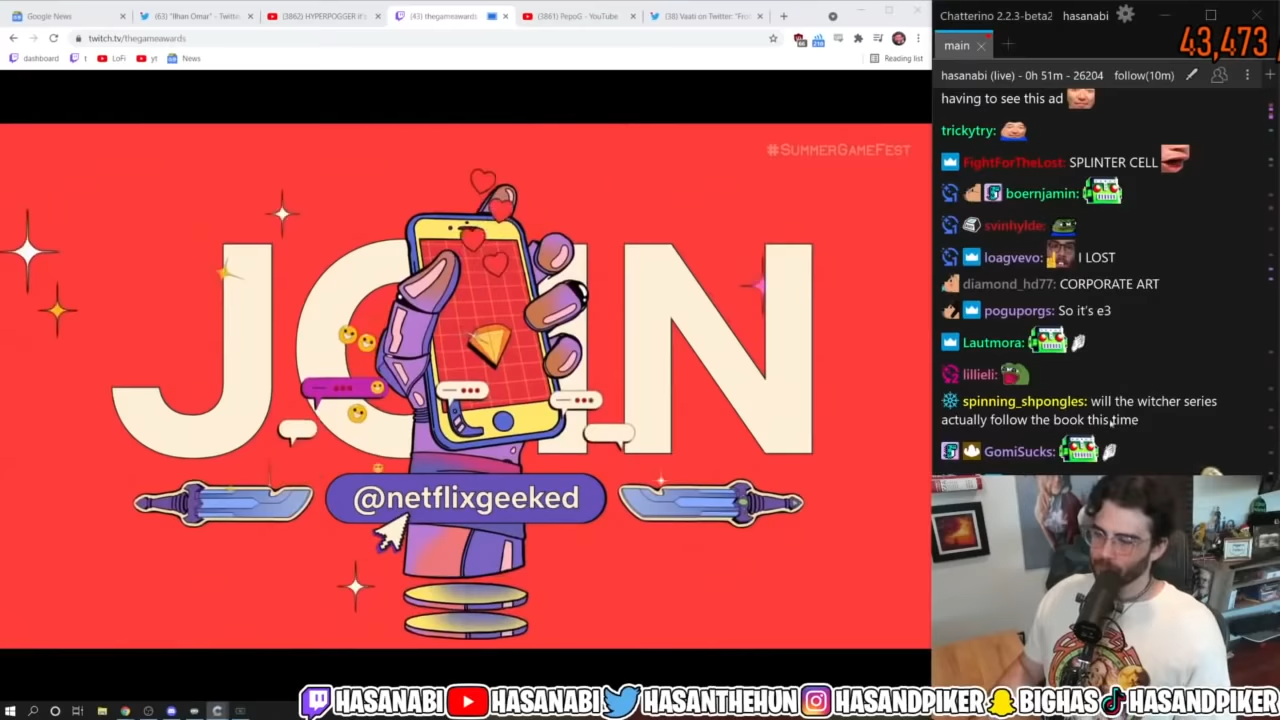 Google News
(63) "Ilhan Omar" - Twitte
(3862) HYPERPOGGER it's
(43) thegameawards
(3861) PepoG - YouTube
(38) Vaati on Twitter: "Fro
twitch.tv/thegameawards
dashboard
t
LoFi
yt
News
Reading list
#SUMMERGAMEFEST
JOIN
@netflixgeeked
Chatterino 2.2.3-beta2
hasanabi
main
43,473
hasanabi (live) - 0h 51m - 26204
follow(10m)
having to see this ad
trickytry:
FightForTheLost: SPLINTER CELL
boernjamin:
svinhylde:
loagvevo: I LOST
diamond_hd77: CORPORATE ART
poguporgs: So it's e3
Lautmora:
lillieli:
spinning_shpongles: will the witcher series
actually follow the book this time
GomiSucks:
HASANABI HASANABI HASANTHEHUN HASANDPIKER BIGHAS HASANDPIKER